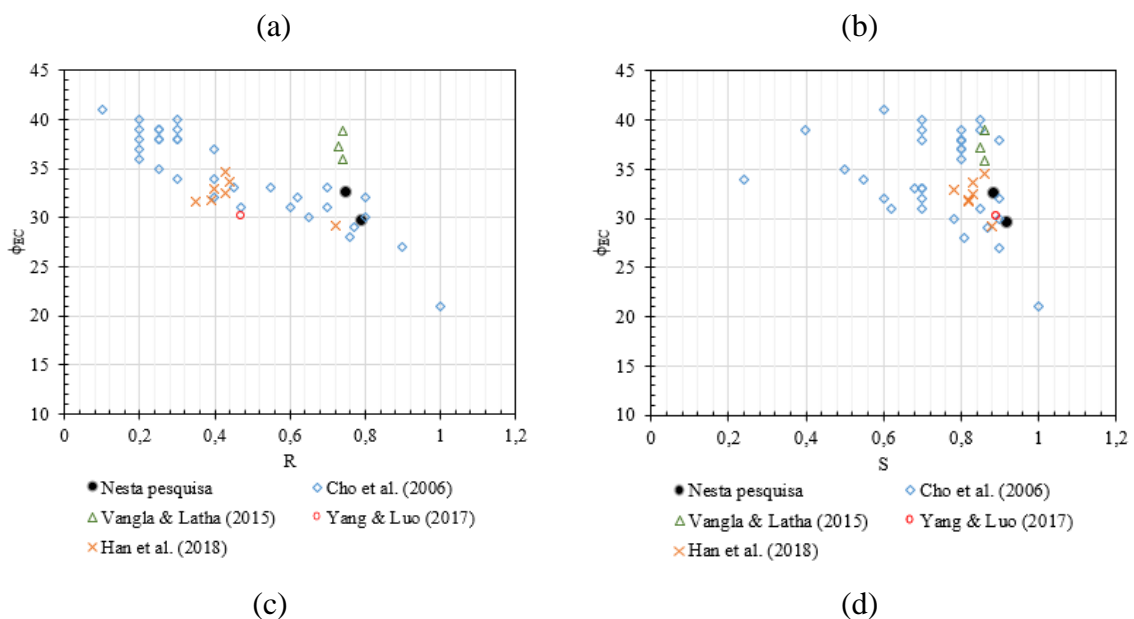 (a)
(b)
45
40
35
30
25
20
15
10
ϕEC
0
0,2
0,4
0,6
0,8
1
1,2
R
Nesta pesquisa
Cho et al. (2006)
Vangla & Latha (2015)
Yang & Luo (2017)
Han et al. (2018)
45
40
35
30
25
20
15
10
ϕEC
0
0,2
0,4
0,6
0,8
1
1,2
S
Nesta pesquisa
Cho et al. (2006)
Vangla & Latha (2015)
Yang & Luo (2017)
Han et al. (2018)
(c)
(d)